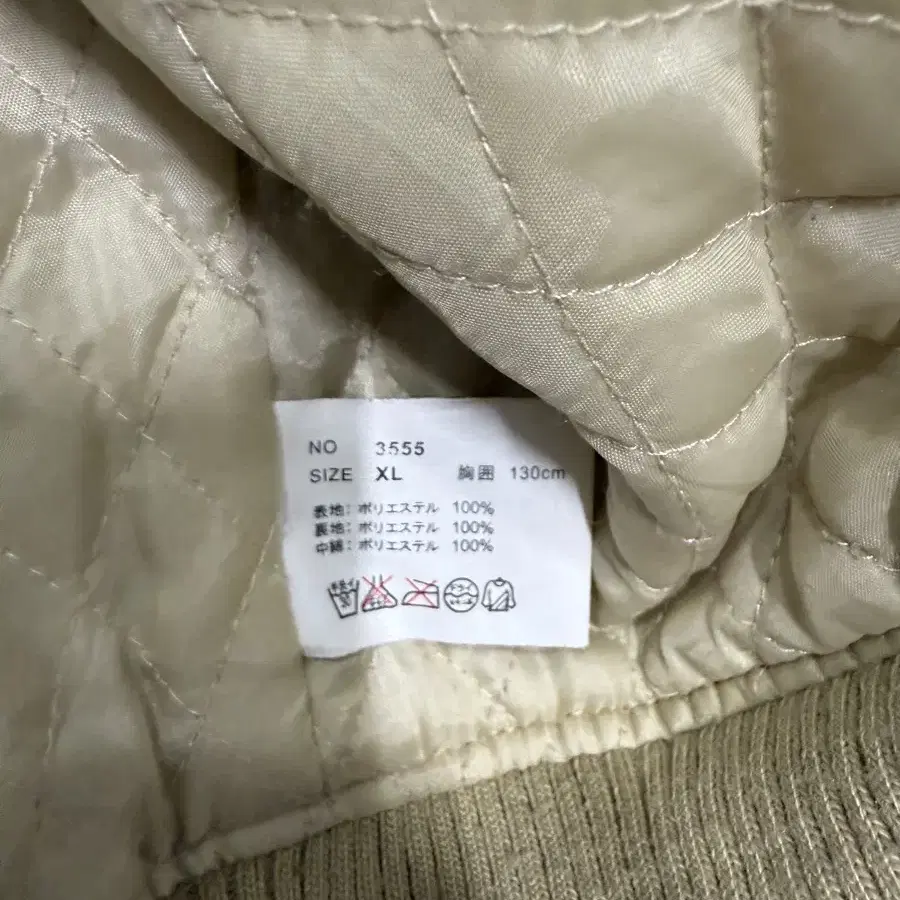 NO 3555
SIZE XL 胸囲 130cm
表地：ポリエステル 100%
裏地：ポリエステル 100%
中綿：ポリエステル 100%